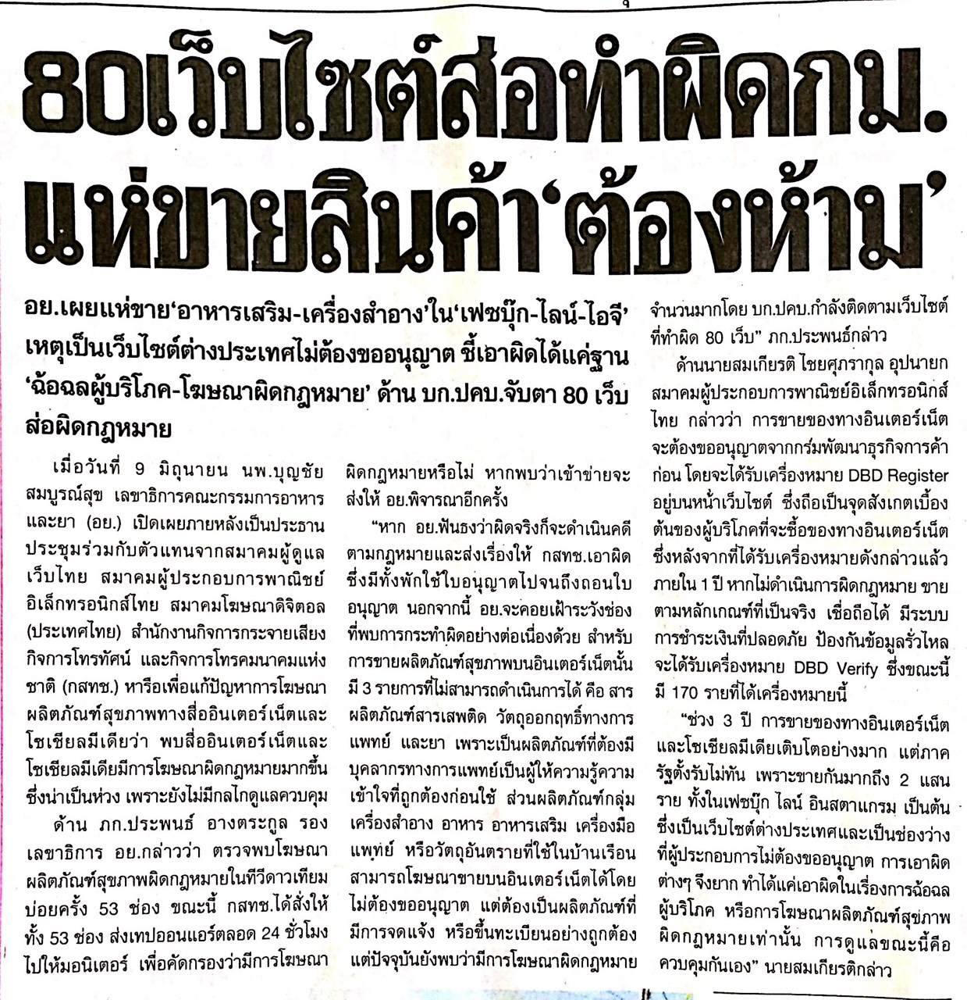 80เว็บไซต์ส่อทำผิดกม.
แห่ขายสินค้า‘ต้องห้าม’
อย.เผยแห่ขาย‘อาหารเสริม-เครื่องสำอาง’ใน‘เฟซบุ๊ก-ไลน์-ไอจี’
เหตุเป็นเว็บไซต์ต่างประเทศไม่ต้องขออนุญาต ชี้เอาผิดได้แค่ฐาน
‘ฉ้อฉลผู้บริโภค-โฆษณาผิดกฎหมาย’ ด้าน บก.ปคบ.จับตา 80 เว็บ
ส่อผิดกฎหมาย
เมื่อวันที่ 9 มิถุนายน นพ.บุญชัย
สมบูรณ์สุข เลขาธิการคณะกรรมการอาหาร
และยา (อย.) เปิดเผยภายหลังเป็นประธาน
ประชุมร่วมกับตัวแทนจากสมาคมผู้ดูแล
เว็บไทย สมาคมผู้ประกอบการพาณิชย์
อิเล็กทรอนิกส์ไทย สมาคมโฆษณาดิจิตอล
(ประเทศไทย) สำนักงานกิจการกระจายเสียง
กิจการโทรทัศน์ และกิจการโทรคมนาคมแห่ง
ชาติ (กสทช.) หารือเพื่อแก้ปัญหาการโฆษณา
ผลิตภัณฑ์สุขภาพทางสื่ออินเตอร์เน็ตและ
โซเชียลมีเดียว่า พบสื่ออินเตอร์เน็ตและ
โซเชียลมีเดียมีการโฆษณาผิดกฎหมายมากขึ้น
ซึ่งน่าเป็นห่วง เพราะยังไม่มีกลไกดูแลควบคุม
ด้าน ภก.ประพนธ์ อางตระกูล รอง
เลขาธิการ อย.กล่าวว่า ตรวจพบโฆษณา
ผลิตภัณฑ์สุขภาพผิดกฎหมายในทีวีดาวเทียม
บ่อยครั้ง 53 ช่อง ขณะนี้ กสทช.ได้สั่งให้
ทั้ง 53 ช่อง ส่งเทปออนแอร์ตลอด 24 ชั่วโมง
ไปให้มอนิเตอร์ เพื่อคัดกรองว่ามีการโฆษณา
ผิดกฎหมายหรือไม่ หากพบว่าเข้าข่ายจะ
ส่งให้ อย.พิจารณาอีกครั้ง
“หาก อย.ฟันธงว่าผิดจริงก็จะดำเนินคดี
ตามกฎหมายและส่งเรื่องให้ กสทช.เอาผิด
ซึ่งมีทั้งพักใช้ใบอนุญาตไปจนถึงถอนใบ
อนุญาต นอกจากนี้ อย.จะคอยเฝ้าระวังช่อง
ที่พบการกระทำผิดอย่างต่อเนื่องด้วย สำหรับ
การขายผลิตภัณฑ์สุขภาพบนอินเตอร์เน็ตนั้น
มี 3 รายการที่ไม่สามารถดำเนินการได้ คือ สาร
ผลิตภัณฑ์สารเสพติด วัตถุออกฤทธิ์ทางการ
แพทย์ และยา เพราะเป็นผลิตภัณฑ์ที่ต้องมี
บุคลากรทางการแพทย์เป็นผู้ให้ความรู้ความ
เข้าใจที่ถูกต้องก่อนใช้ ส่วนผลิตภัณฑ์กลุ่ม
เครื่องสำอาง อาหาร อาหารเสริม เครื่องมือ
แพทย์ หรือวัตถุอันตรายที่ใช้ในบ้านเรือน
สามารถโฆษณาขายบนอินเตอร์เน็ตได้โดย
ไม่ต้องขออนุญาต แต่ต้องเป็นผลิตภัณฑ์ที่
มีการจดแจ้ง หรือขึ้นทะเบียนอย่างถูกต้อง
แต่ปัจจุบันยังพบว่ามีการโฆษณาผิดกฎหมาย
จำนวนมากโดย บก.ปคบ.กำลังติดตามเว็บไซต์
ที่ทำผิด 80 เว็บ” ภก.ประพนธ์กล่าว
ด้านนายสมเกียรติ ไชยศุภรากุล อุปนายก
สมาคมผู้ประกอบการพาณิชย์อิเล็กทรอนิกส์
ไทย กล่าวว่า การขายของทางอินเตอร์เน็ต
จะต้องขออนุญาตจากกรมพัฒนาธุรกิจการค้า
ก่อน โดยจะได้รับเครื่องหมาย DBD Register
อยู่บนหน้าเว็บไซต์ ซึ่งถือเป็นจุดสังเกตเบื้อง
ต้นของผู้บริโภคที่จะซื้อของทางอินเตอร์เน็ต
ซึ่งหลังจากที่ได้รับเครื่องหมายดังกล่าวแล้ว
ภายใน 1 ปี หากไม่ดำเนินการผิดกฎหมาย ขาย
ตามหลักเกณฑ์ที่เป็นจริง เชื่อถือได้ มีระบบ
การชำระเงินที่ปลอดภัย ป้องกันข้อมูลรั่วไหล
จะได้รับเครื่องหมาย DBD Verify ซึ่งขณะนี้
มี 170 รายที่ได้เครื่องหมายนี้
“ช่วง 3 ปี การขายของทางอินเตอร์เน็ต
และโซเชียลมีเดียเติบโตอย่างมาก แต่ภาค
รัฐตั้งรับไม่ทัน เพราะขายกันมากถึง 2 แสน
ราย ทั้งในเฟซบุ๊ก ไลน์ อินสตาแกรม เป็นต้น
ซึ่งเป็นเว็บไซต์ต่างประเทศและเป็นช่องว่าง
ที่ผู้ประกอบการไม่ต้องขออนุญาต การเอาผิด
ต่างๆ จึงยาก ทำได้แค่เอาผิดในเรื่องการฉ้อฉล
ผู้บริโภค หรือการโฆษณาผลิตภัณฑ์สุขภาพ
ผิดกฎหมายเท่านั้น การดูแลขณะนี้คือ
ควบคุมกันเอง” นายสมเกียรติกล่าว